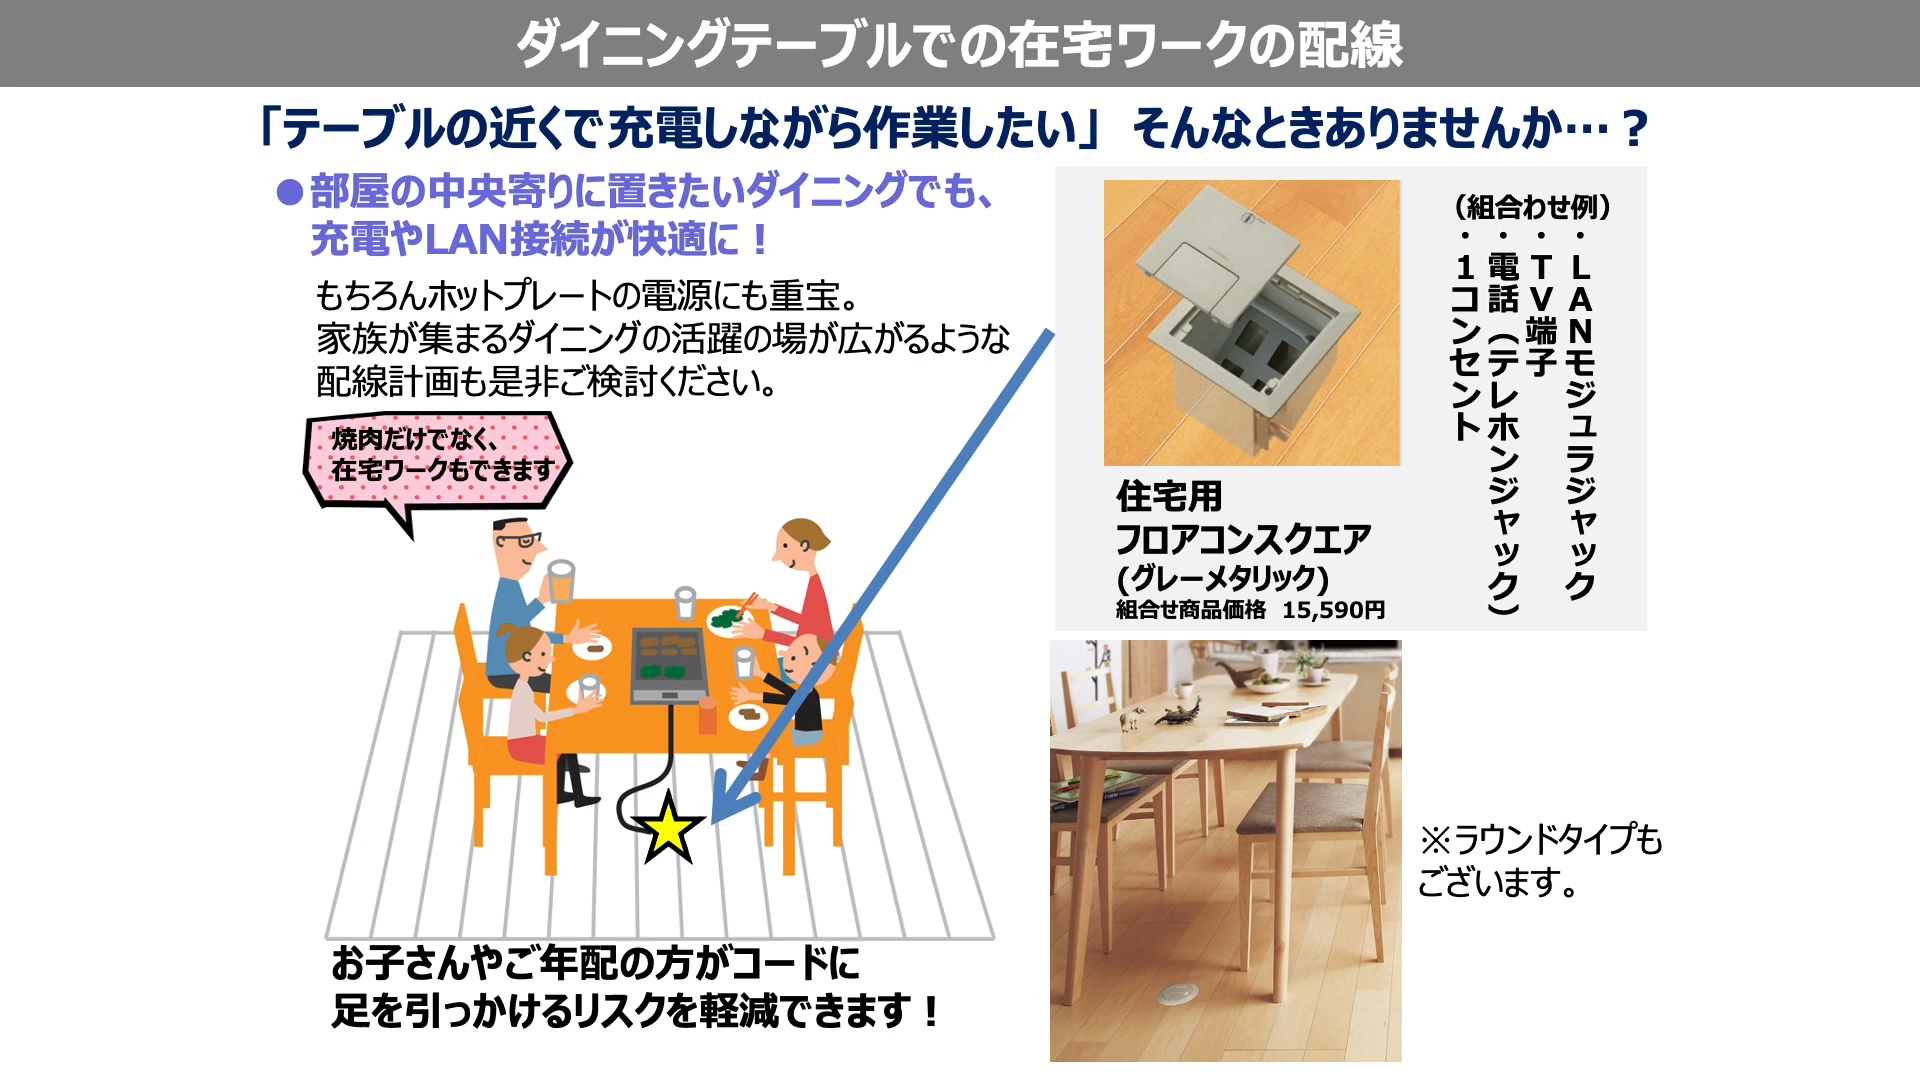 ダイニングテーブルでの在宅ワークの配線
「テーブルの近くで充電しながら作業したい」 そんなときありませんか…？
●部屋の中央寄りに置きたいダイニングでも、
充電やLAN接続が快適に！
もちろんホットプレートの電源にも重宝。
家族が集まるダイニングの活躍の場が広がるような
配線計画も是非ご検討ください。
焼肉だけでなく、
在宅ワークもできます
お子さんやご年配の方がコードに
足を引っかけるリスクを軽減できます！
住宅用
フロアコンスクエア
(グレーメタリック)
組合せ商品価格 15,590円
（組合わせ例）
・LANモジュラジャック
・TV端子
・電話（テレホンジャック）
・1コンセント
※ラウンドタイプも
ございます。